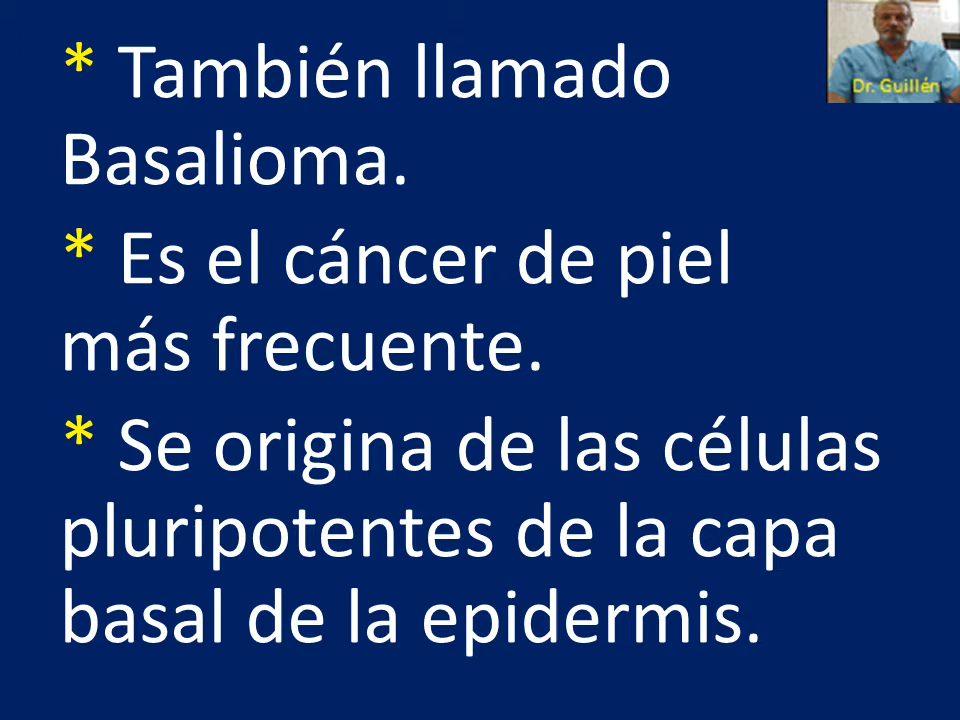 * También llamado
Basalioma.
* Es el cáncer de piel
más frecuente.
* Se origina de las células
pluripotentes de la capa
basal de la epidermis.
Dr. Guillén